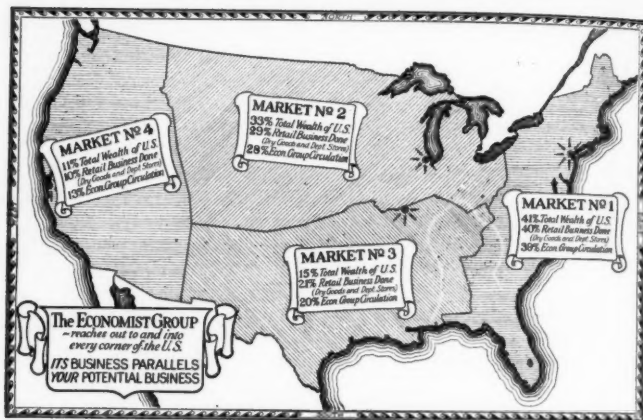 NORTH
MARKET Nº 2
33% Total Wealth of U.S.
29% Retail Business Done
(Dry Goods and Dept. Stores)
28% Econ. Group Circulation
MARKET Nº 4
11% Total Wealth of U.S.
10% Retail Business Done
(Dry Goods and Dept. Stores)
13% Econ. Group Circulation
MARKET Nº 1
41% Total Wealth of U.S.
40% Retail Business Done
(Dry Goods and Dept. Stores)
39% Econ. Group Circulation
MARKET Nº 3
15% Total Wealth of U.S.
21% Retail Business Done
(Dry Goods and Dept. Stores)
20% Econ. Group Circulation
The ECONOMIST GROUP
~reaches out to and into
every corner of the U.S.
ITS BUSINESS PARALLELS
YOUR POTENTIAL BUSINESS